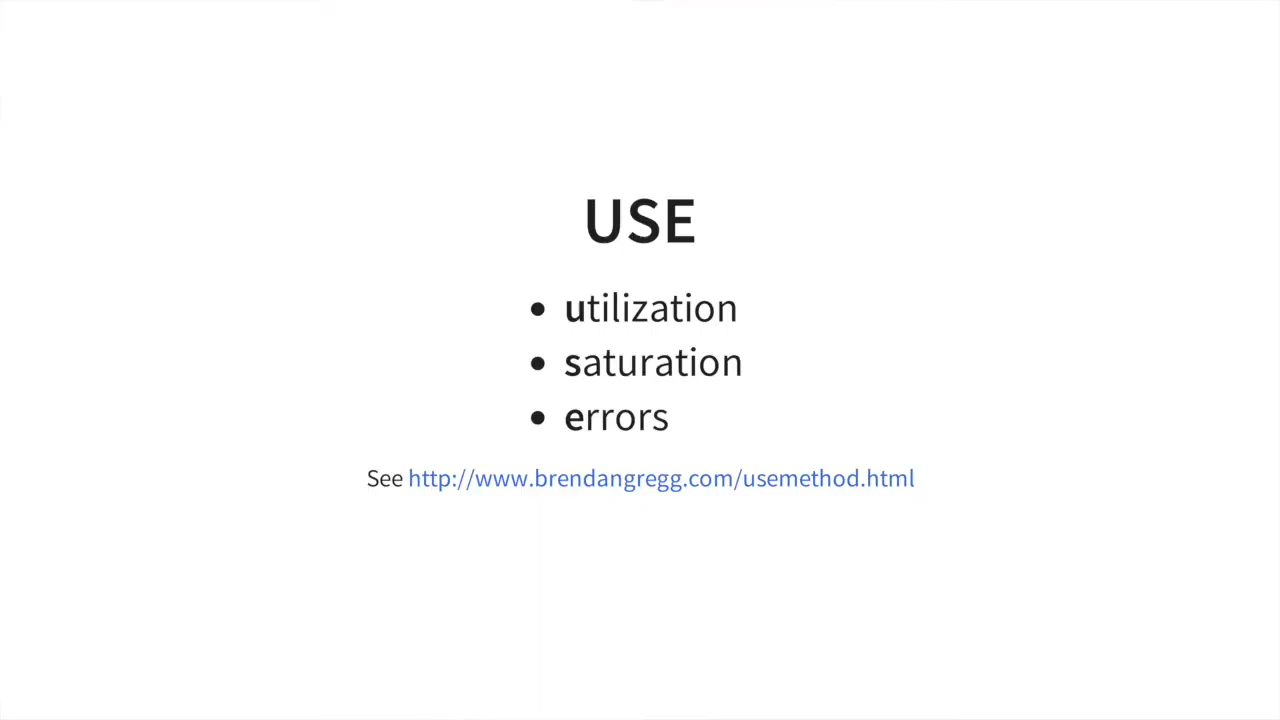 USE
• utilization
• saturation
• errors
See http://www.brendangregg.com/usemethod.html